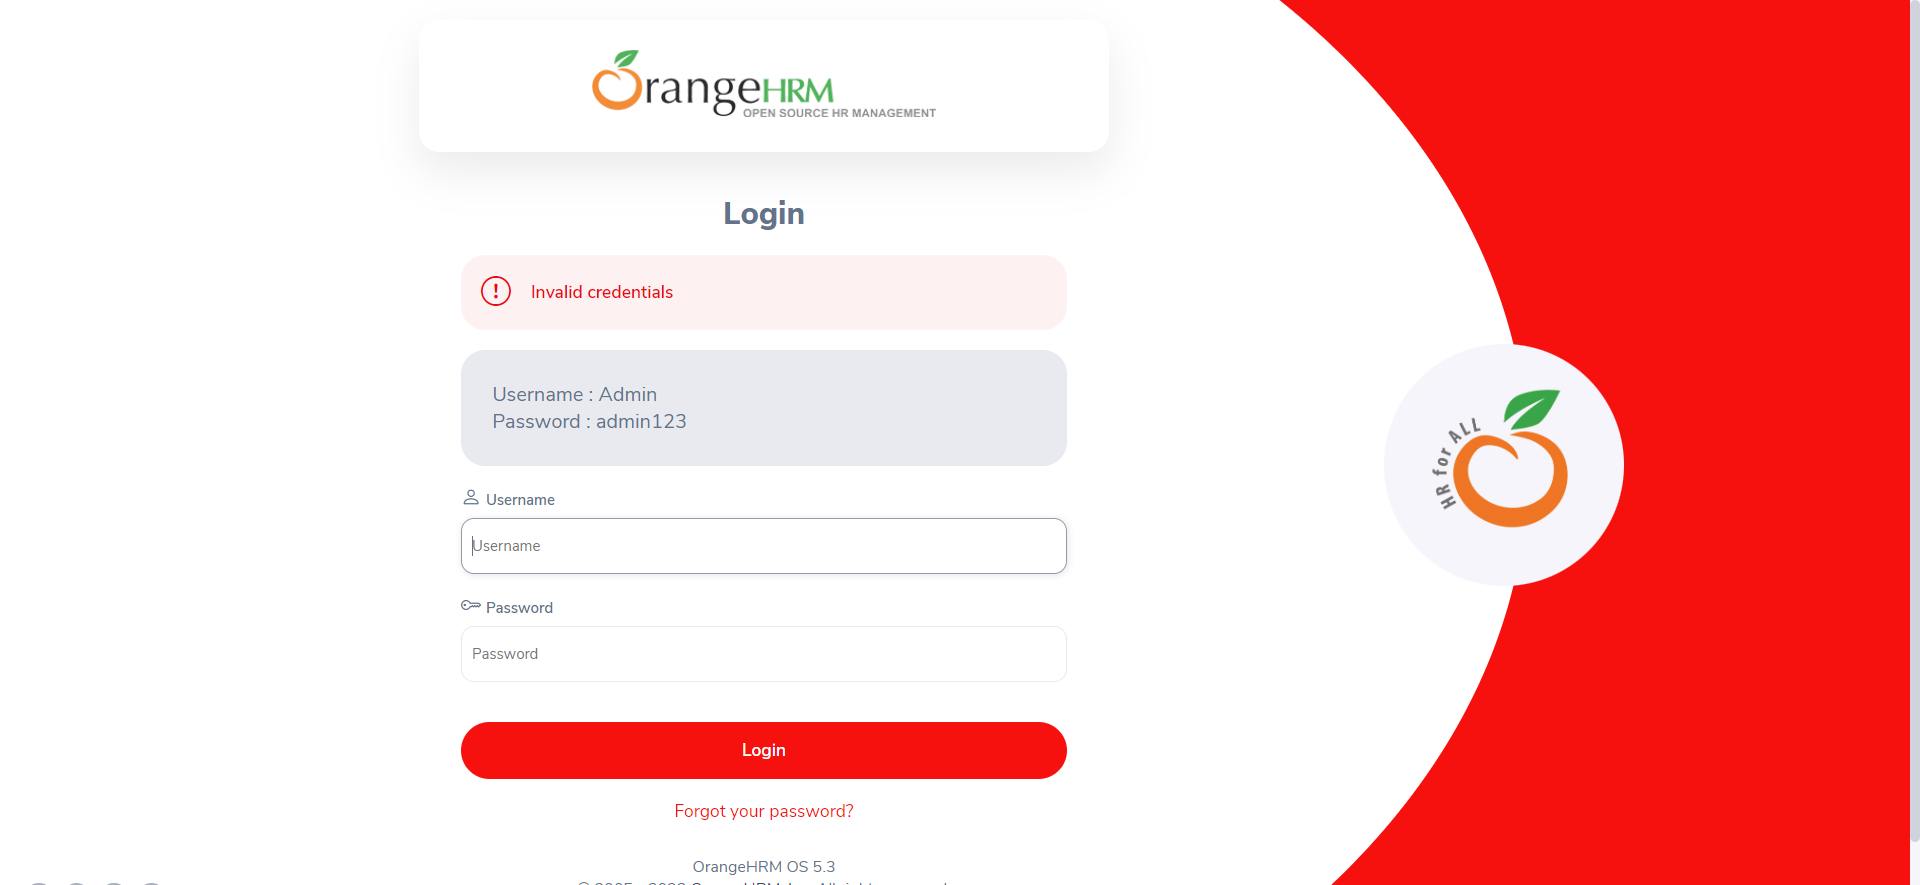 OrangeHRM
OPEN SOURCE HR MANAGEMENT
Login
Invalid credentials
Username : Admin
Password : admin123
Username
Username
Password
Password
Login
Forgot your password?
OrangeHRM OS 5.3
HR for ALL